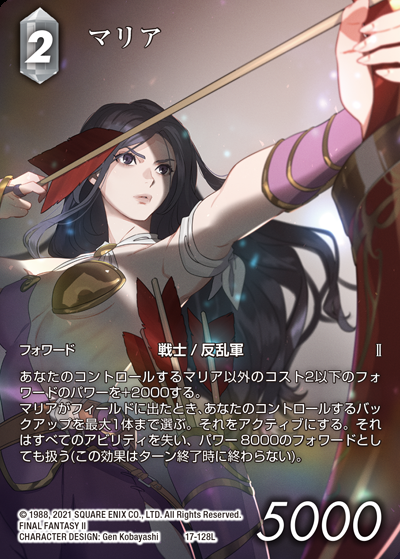 2
マリア
フォワード 戦士 / 反乱軍 Ⅱ
あなたのコントロールするマリア以外のコスト2以下のフォ
ワードのパワーを+2000する。
マリアがフィールドに出たとき、あなたのコントロールするバッ
クアップを最大1体まで選ぶ。それをアクティブにする。それ
はすべてのアビリティを失い、パワー8000のフォワードとし
ても扱う(この効果はターン終了時に終わらない)。
© 1988, 2021 SQUARE ENIX CO., LTD. All Rights Reserved.
FINAL FANTASY II
CHARACTER DESIGN: Gen Kobayashi 17-128L
5000